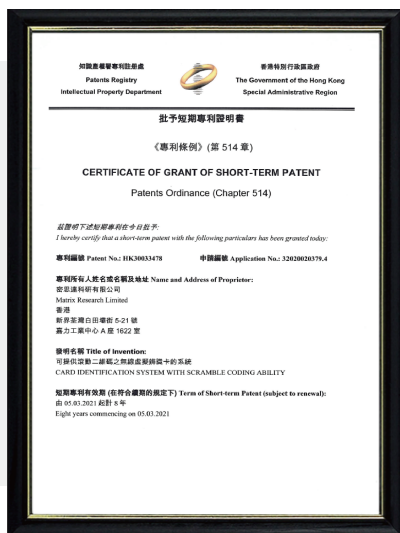 知識產權署專利註冊處
Patents Registry
Intellectual Property Department
香港特別行政區政府
The Government of the Hong Kong
Special Administrative Region
批予短期專利證明書
《專利條例》(第 514 章)
CERTIFICATE OF GRANT OF SHORT-TERM PATENT
Patents Ordinance (Chapter 514)
茲證明下述短期專利在今日批予:
I hereby certify that a short-term patent with the following particulars has been granted today:
專利編號 Patent No.: HK30033478 申請編號 Application No.: 32020020379.4
專利所有人姓名或名稱及地址 Name and Address of Proprietor:
密思達科研有限公司
Matrix Research Limited
香港
新界荃灣白田壩街 5-21 號
嘉力工業中心 A 座 1622 室
發明名稱 Title of Invention:
可提供滾動二維碼之無線虛擬辨識卡的系統
CARD IDENTIFICATION SYSTEM WITH SCRAMBLE CODING ABILITY
短期專利有效期 (在符合續期的規定下) Term of Short-term Patent (subject to renewal):
由 05.03.2021 起計 8 年
Eight years commencing on 05.03.2021